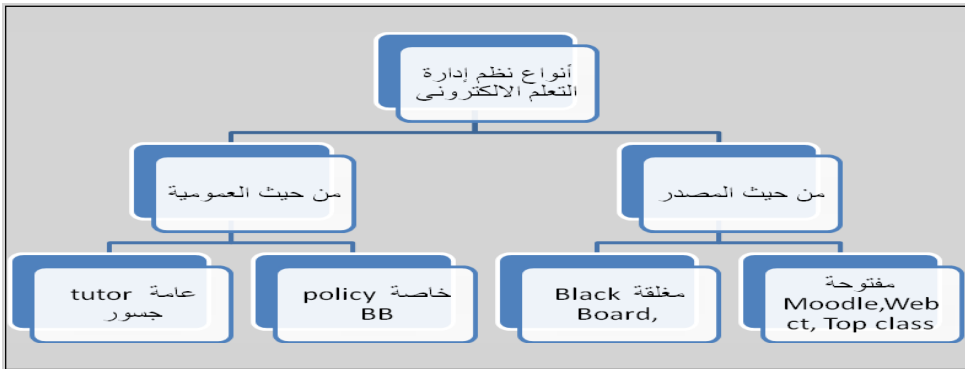 أنواع نظم إدارة
التعلم الالكتروني
من حيث المصدر
من حيث العمومية
مفتوحة
Moodle,Web
ct, Top class
مغلقة Black
Board,
خاصة policy
BB
عامة tutor
جسور